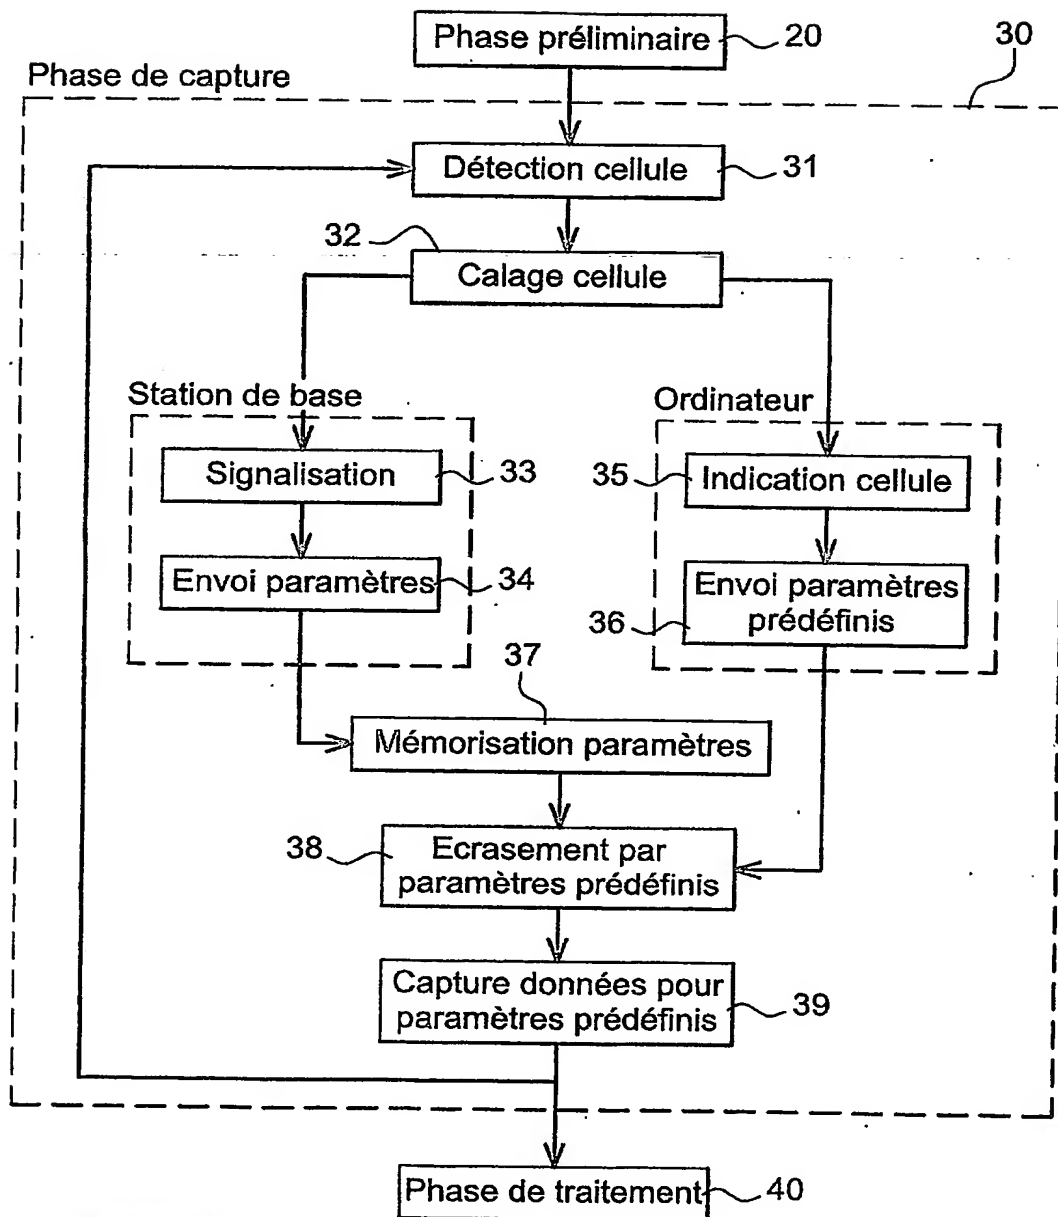 Phase préliminaire
20
30
Phase de capture
Détection cellule
31
32
Calage cellule
Station de base
Ordinateur
Signalisation
33
35
Indication cellule
Envoi paramètres
34
Envoi paramètres
prédéfinis
36
37
Mémorisation paramètres
38
Ecrasement par
paramètres prédéfinis
Capture données pour
paramètres prédéfinis
39
Phase de traitement
40